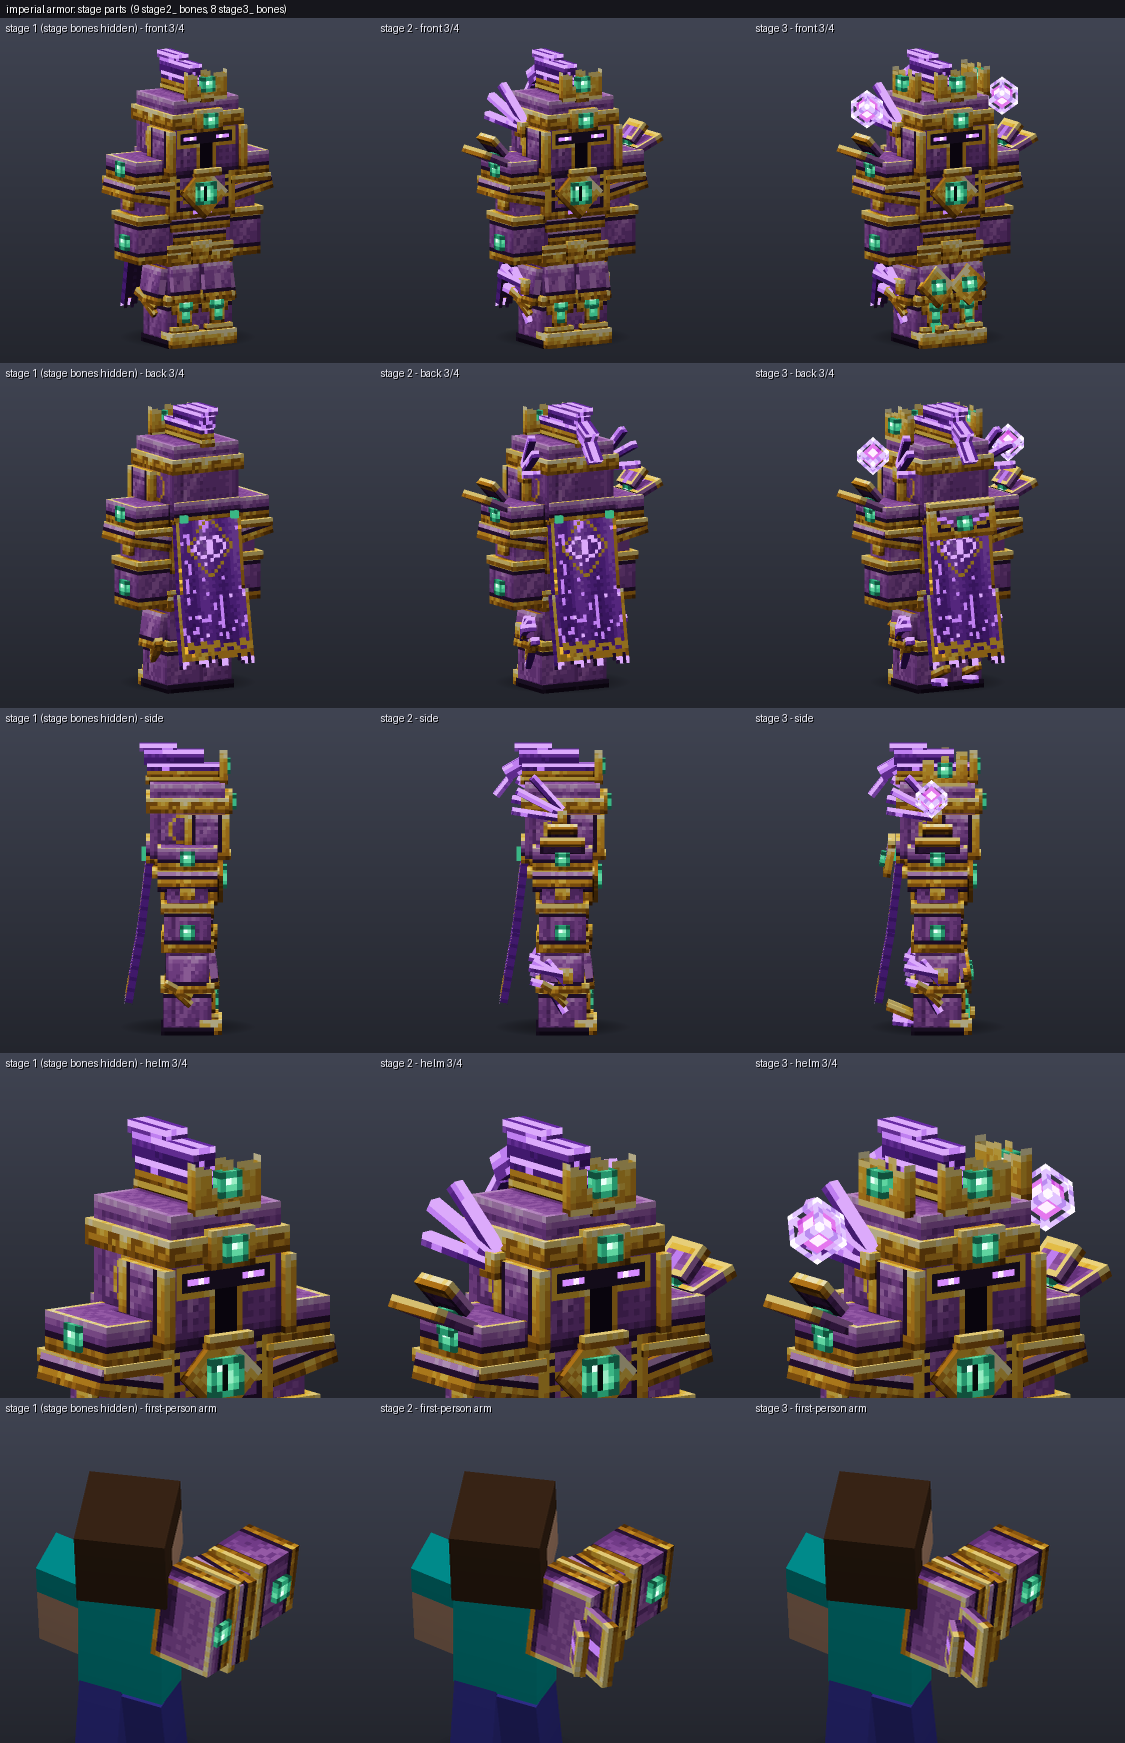 imperial armor: stage parts (9 stage2_ bones, 8 stage3_ bones)
stage 1 (stage bones hidden) - front 3/4
stage 2 - front 3/4
stage 3 - front 3/4
stage 1 (stage bones hidden) - back 3/4
stage 2 - back 3/4
stage 3 - back 3/4
stage 1 (stage bones hidden) - side
stage 2 - side
stage 3 - side
stage 1 (stage bones hidden) - helm 3/4
stage 2 - helm 3/4
stage 3 - helm 3/4
stage 1 (stage bones hidden) - first-person arm
stage 2 - first-person arm
stage 3 - first-person arm